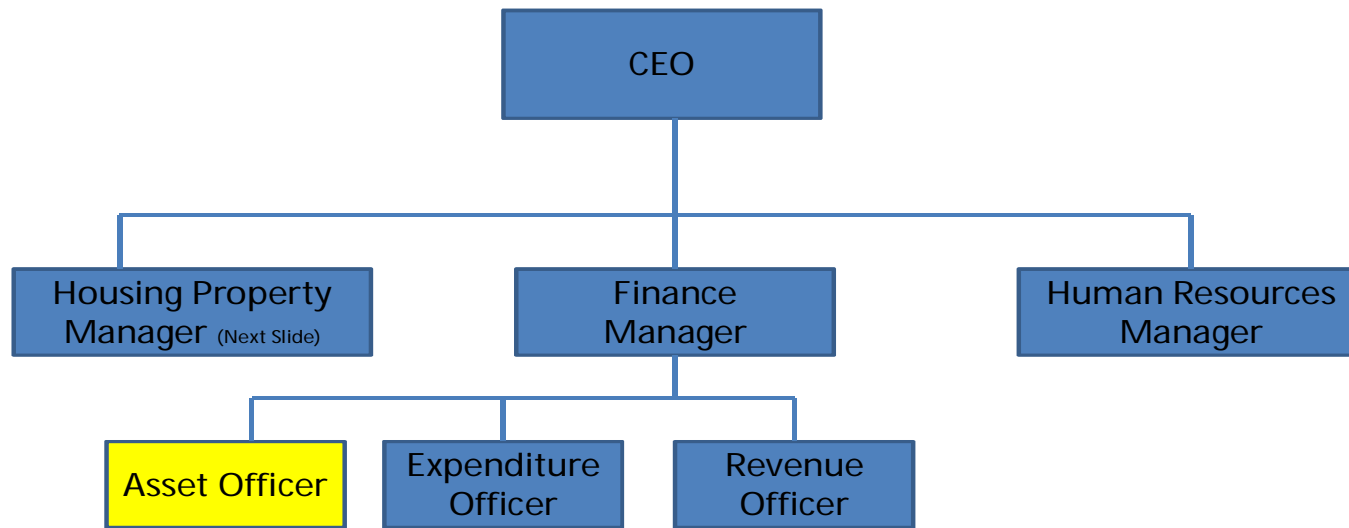 CEO
Housing Property
Manager (Next Slide)
Finance
Manager
Human Resources
Manager
Asset Officer
Expenditure
Officer
Revenue
Officer